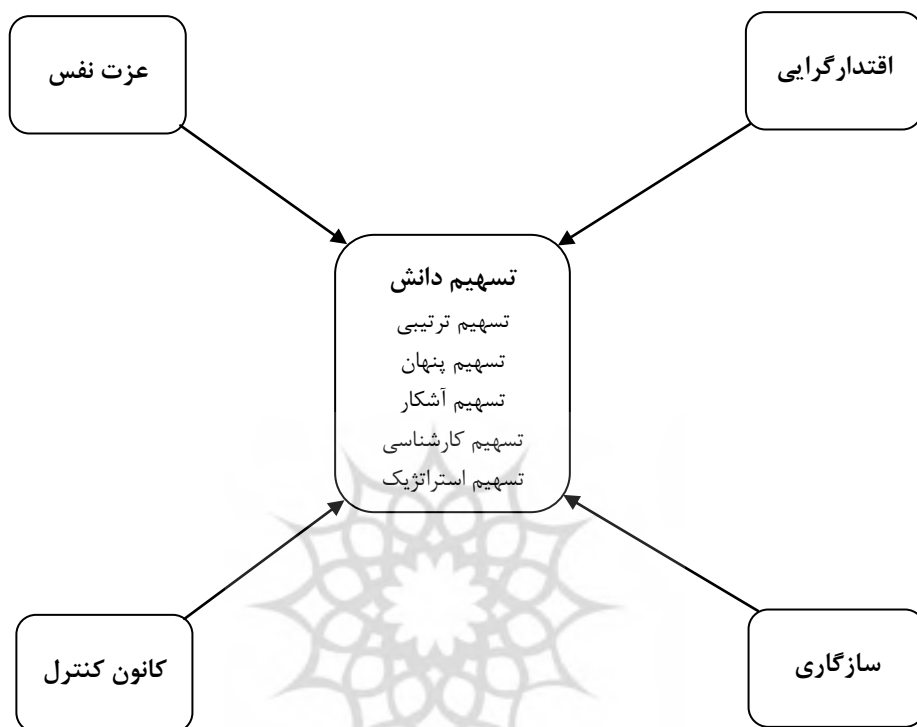 اقتدارگرایی
عزت نفس
تسهیم دانش
تسهیم ترتیبی
تسهیم پنهان
تسهیم آشکار
تسهیم کارشناسی
تسهیم استراتژیک
سازگاری
کانون کنترل